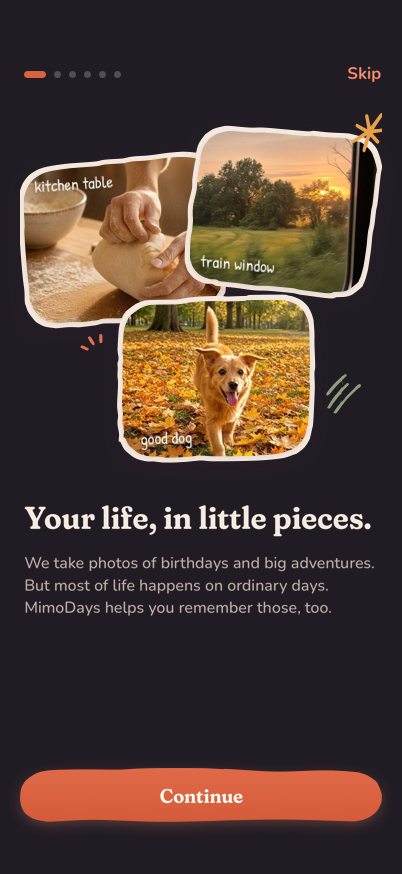 Skip
kitchen table
train window
good dog
Your life, in little pieces.
We take photos of birthdays and big adventures.
But most of life happens on ordinary days.
MimoDays helps you remember those, too.
Continue